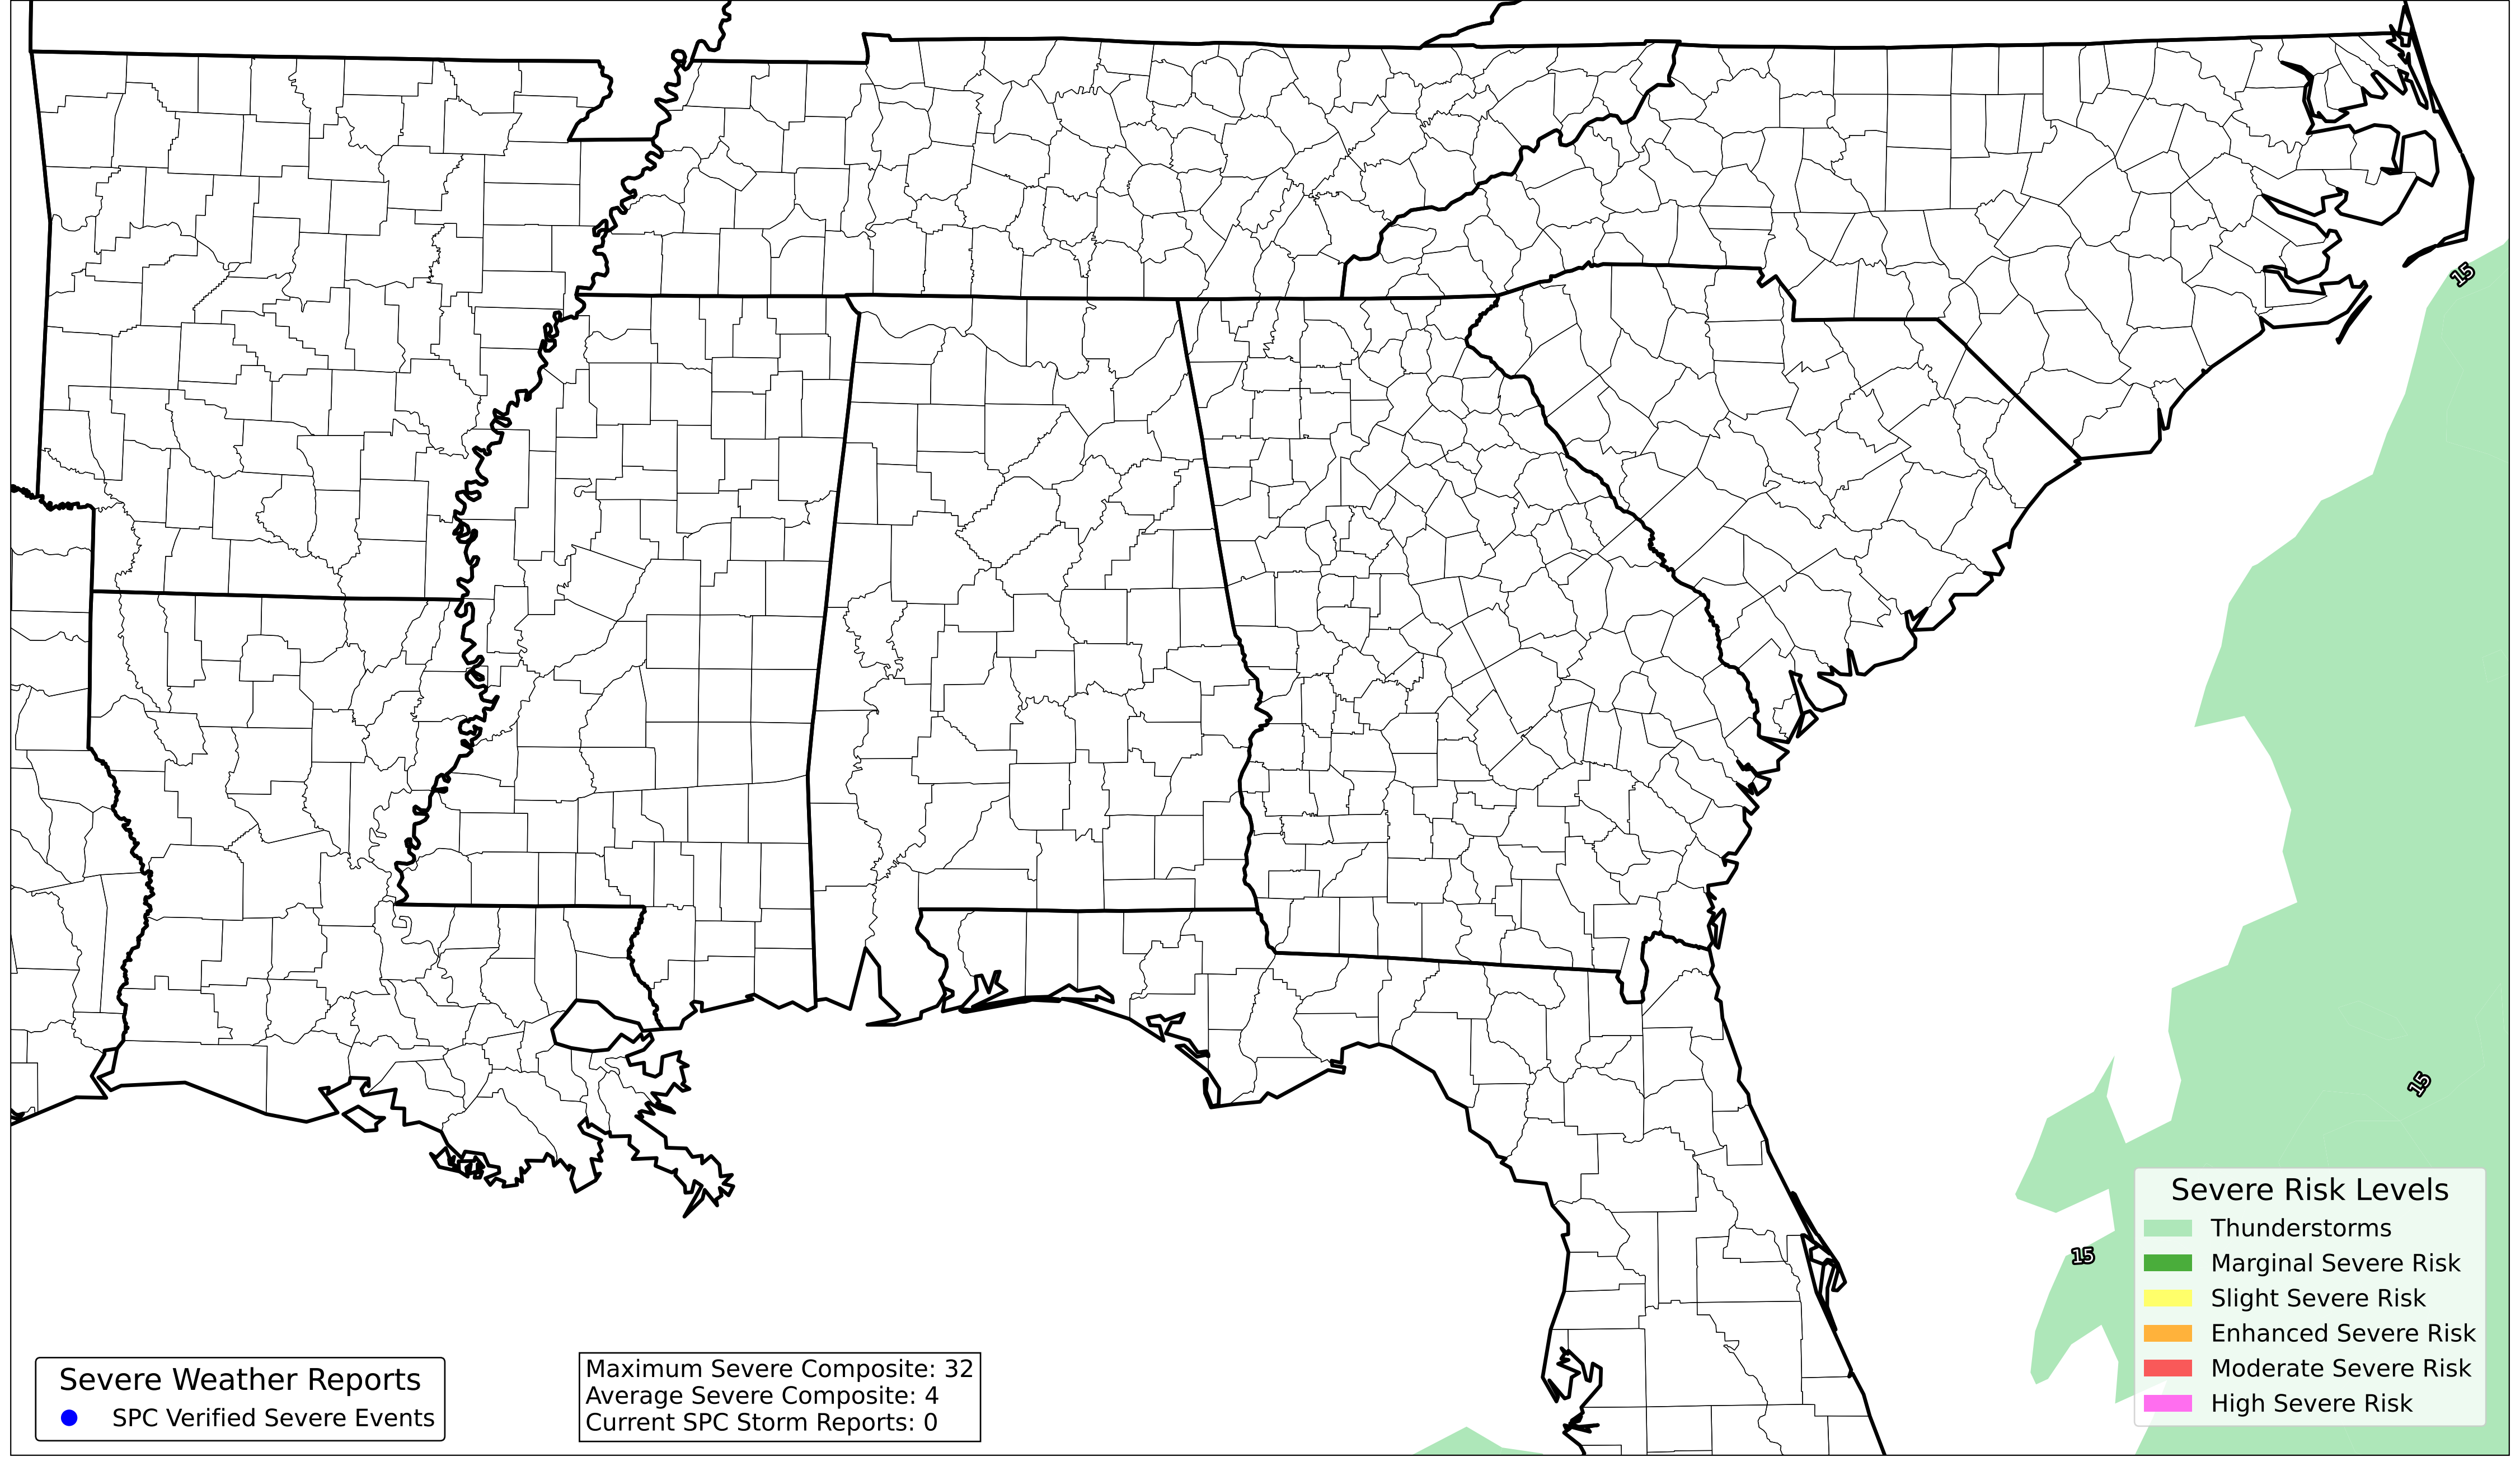 15
15
15
Severe Risk Levels
Thunderstorms
Marginal Severe Risk
Slight Severe Risk
Enhanced Severe Risk
Moderate Severe Risk
High Severe Risk
Severe Weather Reports
SPC Verified Severe Events
Maximum Severe Composite: 32
Average Severe Composite: 4
Current SPC Storm Reports: 0